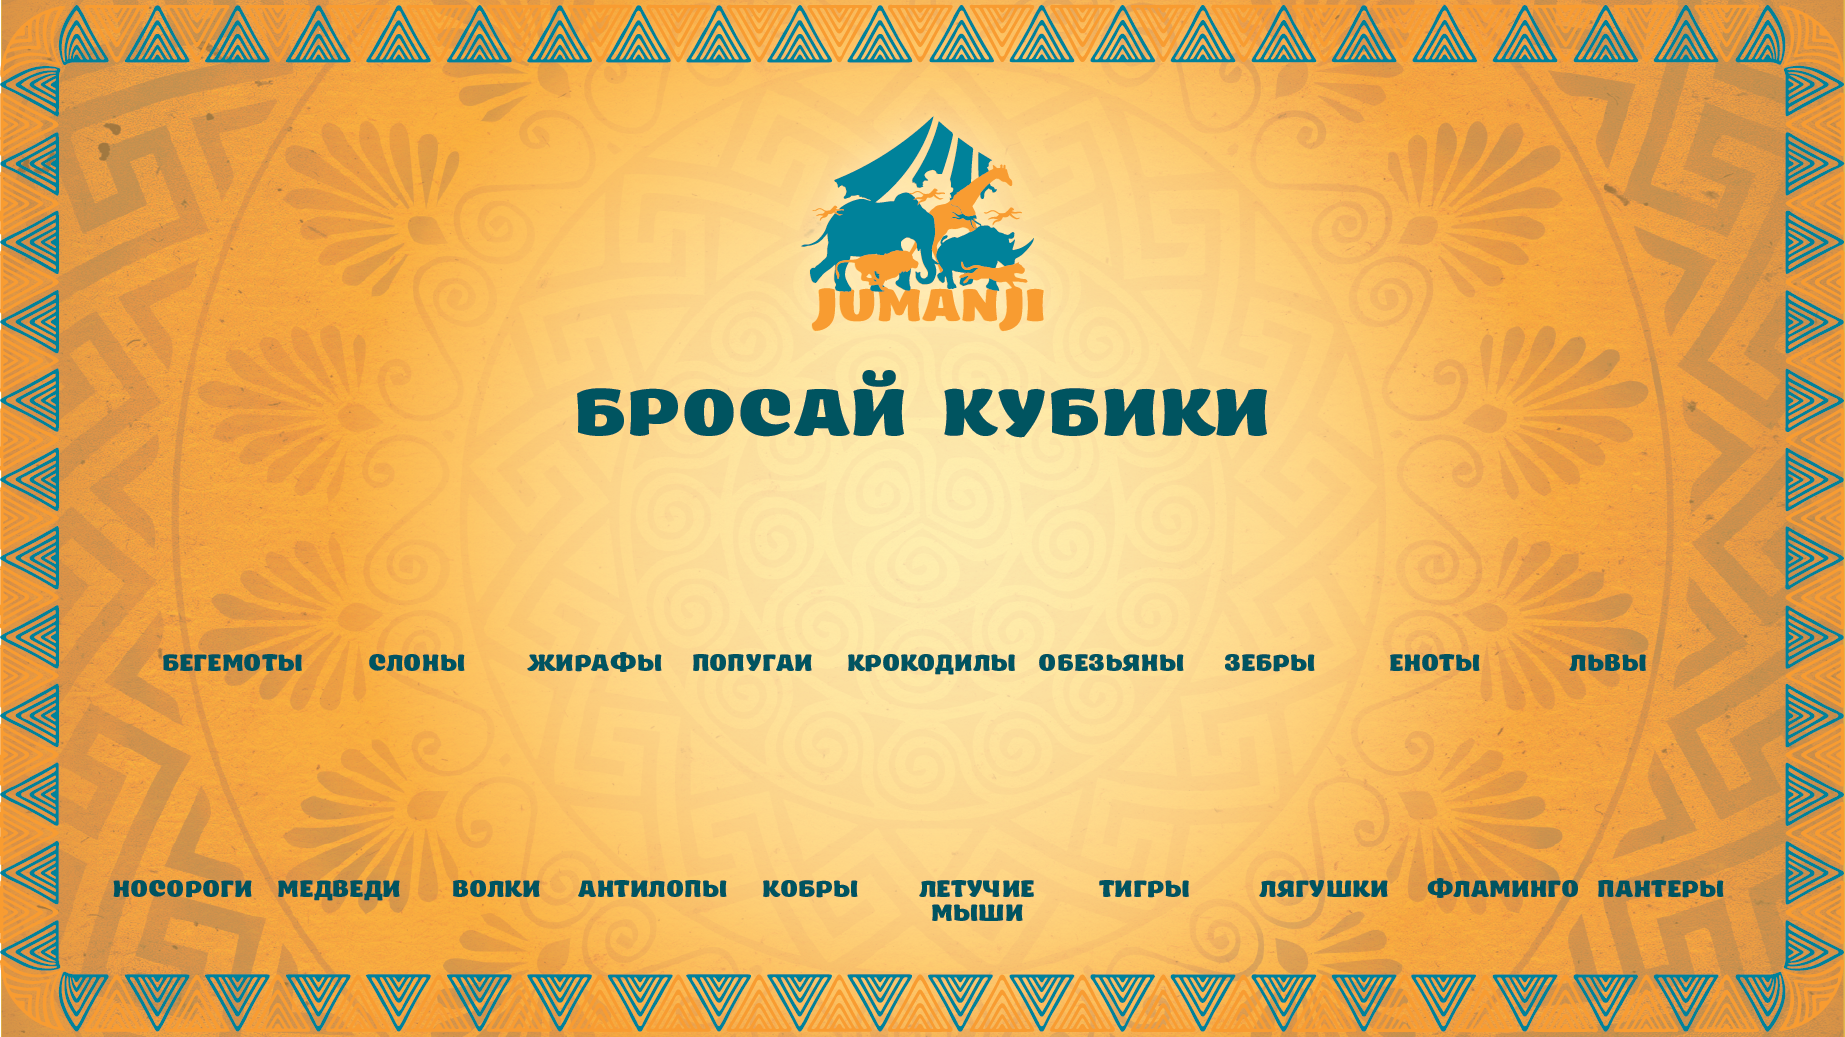 JUMANJI
БРОСАЙ КУБИКИ
БЕГЕМОТЫ СЛОНЫ ЖИРАФЫ ПОПУГАИ КРОКОДИЛЫ ОБЕЗЬЯНЫ ЗЕБРЫ ЕНОТЫ ЛЬВЫ
НОСОРОГИ МЕДВЕДИ ВОЛКИ АНТИЛОПЫ КОБРЫ ЛЕТУЧИЕ ТИГРЫ ЛЯГУШКИ ФЛАМИНГО ПАНТЕРЫ
МЫШИ